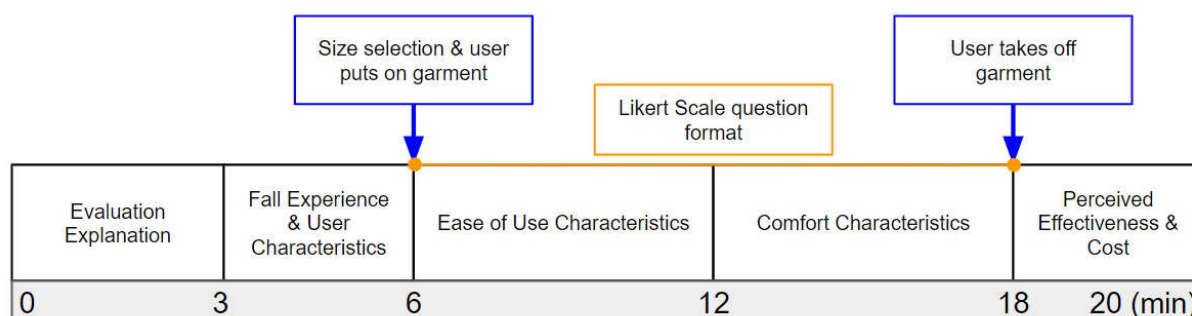 Size selection & user
puts on garment
User takes off
garment
Likert Scale question
format
Evaluation
Explanation
Fall Experience
& User
Characteristics
Ease of Use Characteristics
Comfort Characteristics
Perceived
Effectiveness &
Cost
0 3 6 12 18 20 (min)